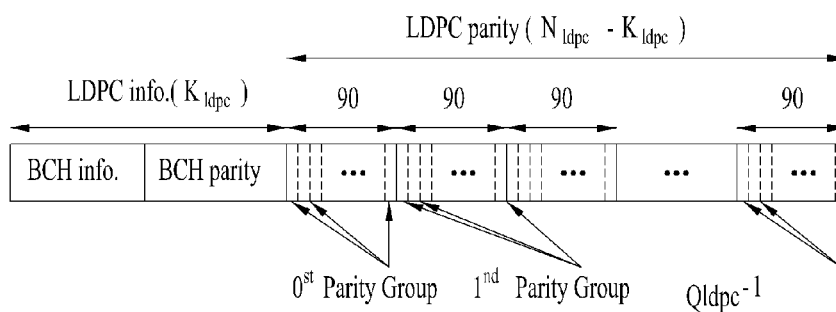 LDPC parity ( N ldpc - K ldpc )
LDPC info.( K ldpc )
90 90 90 90
BCH info. BCH parity ••• ••• ••• ••• •••
0st Parity Group 1nd Parity Group Qldpc-1